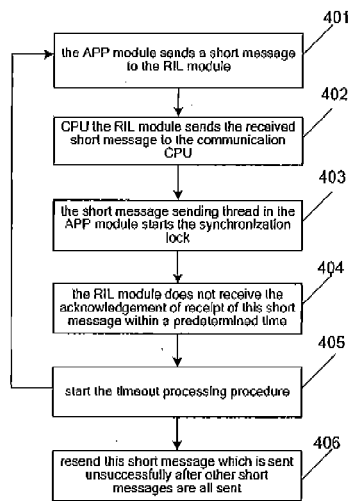 401
the APP module sends a short message
to the RIL module
402
CPU the RIL module sends the received
short message to the communication
CPU
403
the short message sending thread in the
APP module starts the synchronization
lock
404
the RIL module does not receive the
acknowledgement of receipt of this short
message within a predetermined time
405
start the timeout processing procedure
406
resend this short message which is sent
unsuccessfully after other short
messages are all sent